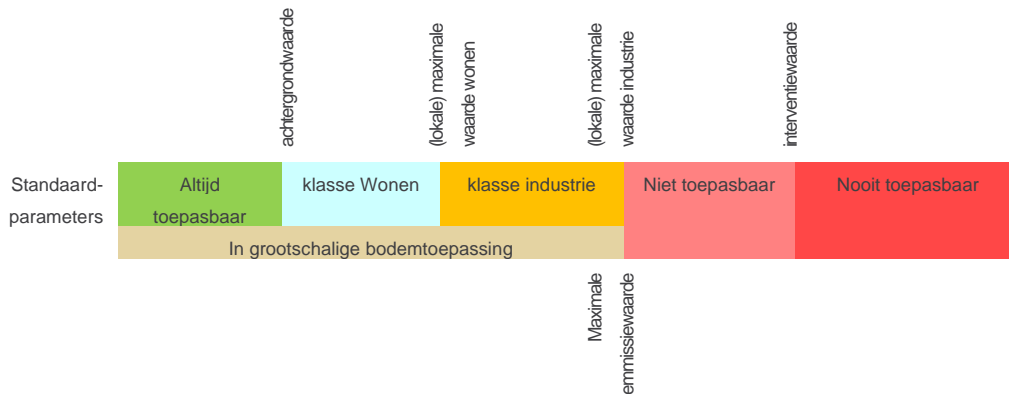 achtergrondwaarde
(lokale) maximale
waarde wonen
(lokale) maximale
waarde industrie
interventiewaarde
Standaard-
parameters
Altijd
toepasbaar
klasse Wonen
klasse industrie
Niet toepasbaar
Nooit toepasbaar
In grootschalige bodemtoepassing
Maximale
emmissiewaarde